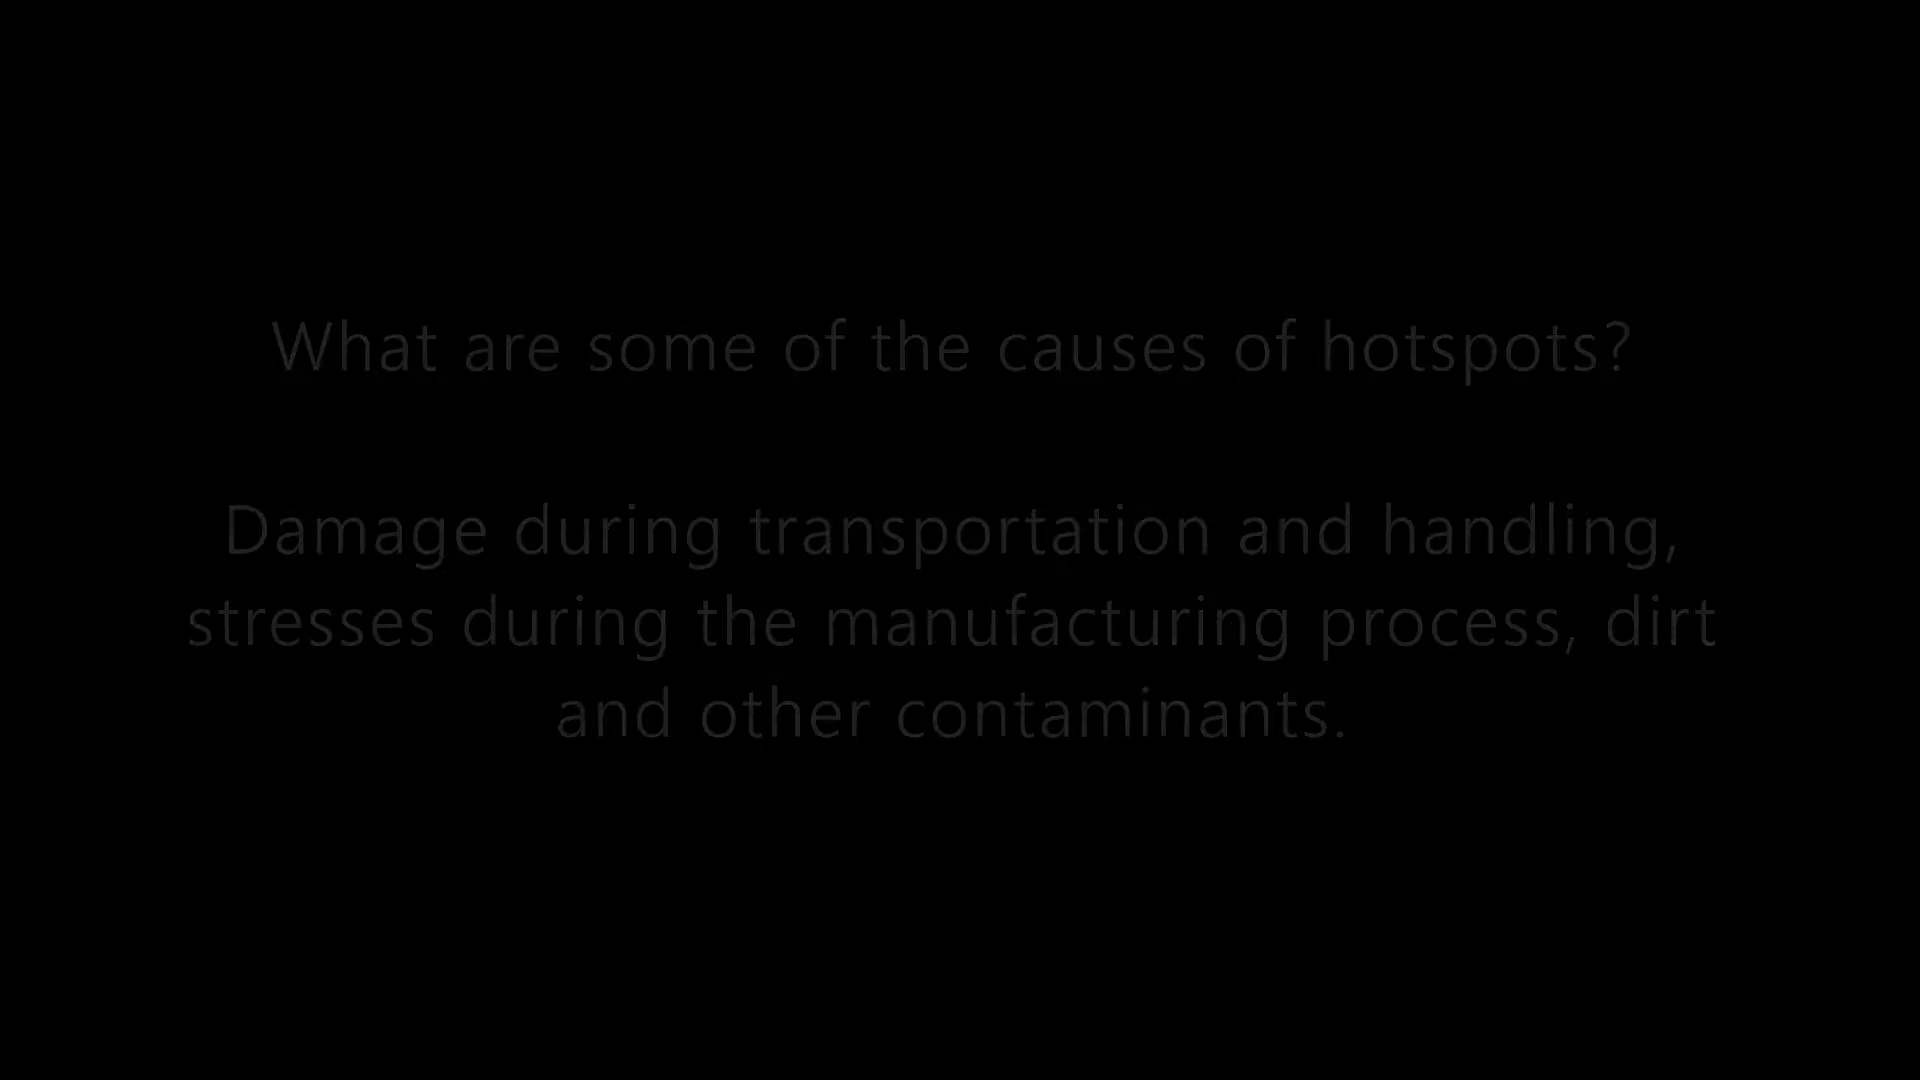 What are some of the causes of hotspots?
Damage during transportation and handling,
stresses during the manufacturing process, dirt
and other contaminants.